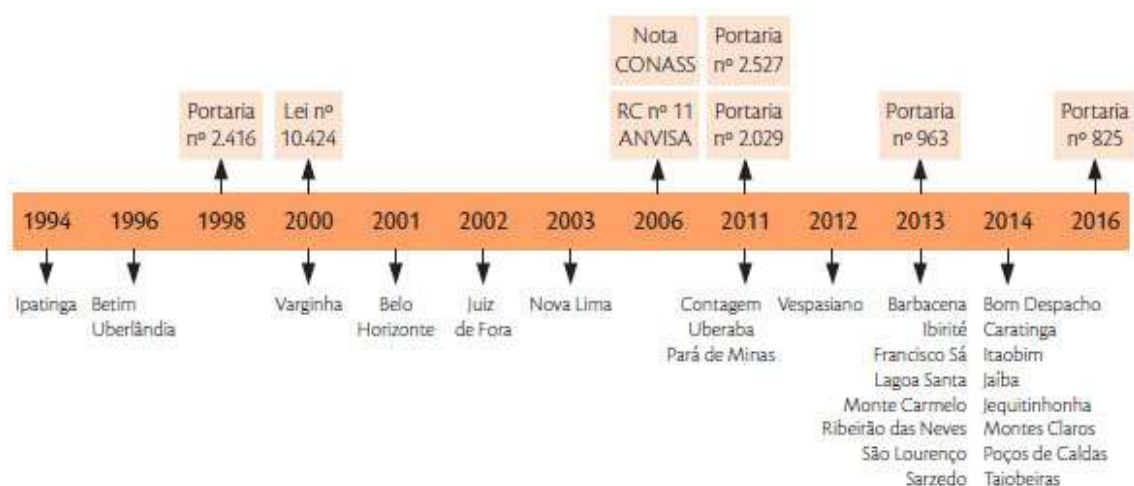 Nota
CONASS
Portaria
nº 2.527
Portaria
nº 2.416
Lei nº
10.424
RC nº 11
ANVISA
Portaria
nº 2.029
Portaria
nº 963
Portaria
nº 825
1994 1996 1998 2000 2001 2002 2003 2006 2011 2012 2013 2014 2016
Ipatinga
Betim
Uberlândia
Varginha
Belo
Horizonte
Juiz
de Fora
Nova Lima
Contagem
Uberaba
Pará de Minas
Vespasiano
Barbacena
Ibirité
Francisco Sá
Lagoa Santa
Monte Carmelo
Ribeirão das Neves
São Lourenço
Sarzedo
Bom Despacho
Caratinga
Itaobim
Jaíba
Jequitinhonha
Montes Claros
Poços de Caldas
Taiobeiras